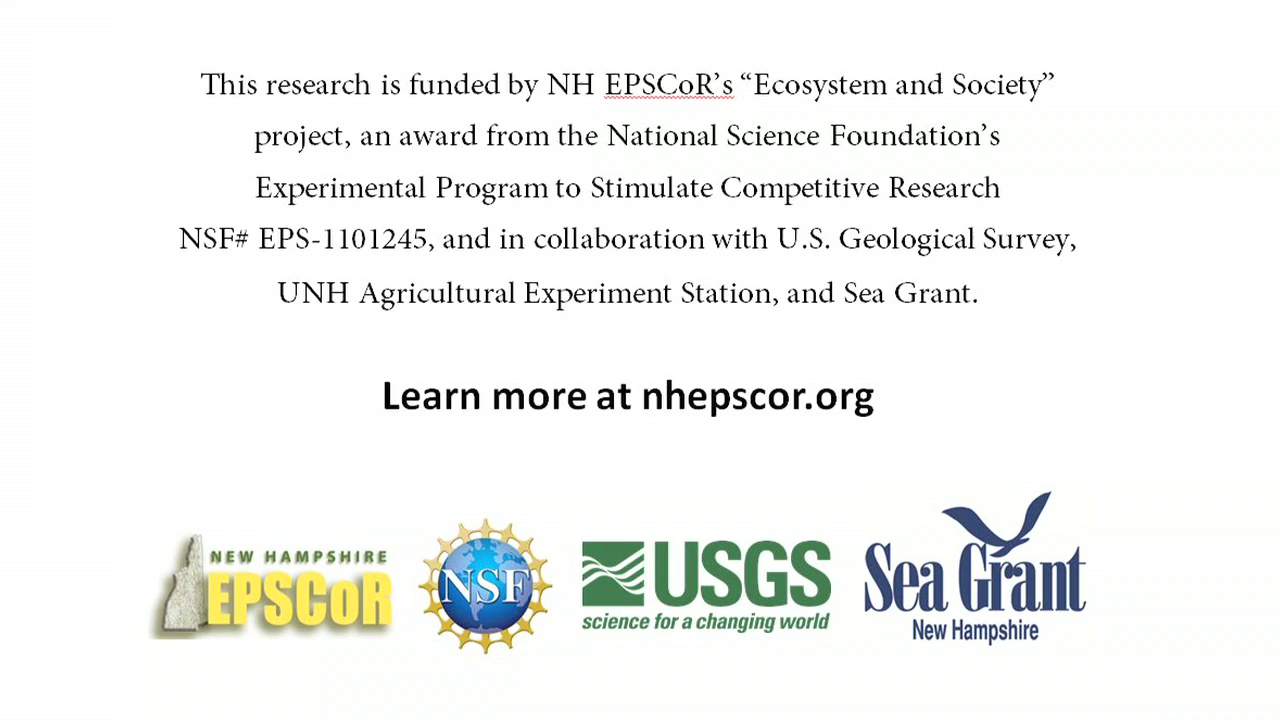 This research is funded by NH EPSCoR’s “Ecosystem and Society”
project, an award from the National Science Foundation’s
Experimental Program to Stimulate Competitive Research
NSF# EPS-1101245, and in collaboration with U.S. Geological Survey,
UNH Agricultural Experiment Station, and Sea Grant.
Learn more at nhepscor.org
NEW HAMPSHIRE
EPSCoR
NSF
USGS
science for a changing world
Sea Grant
New Hampshire